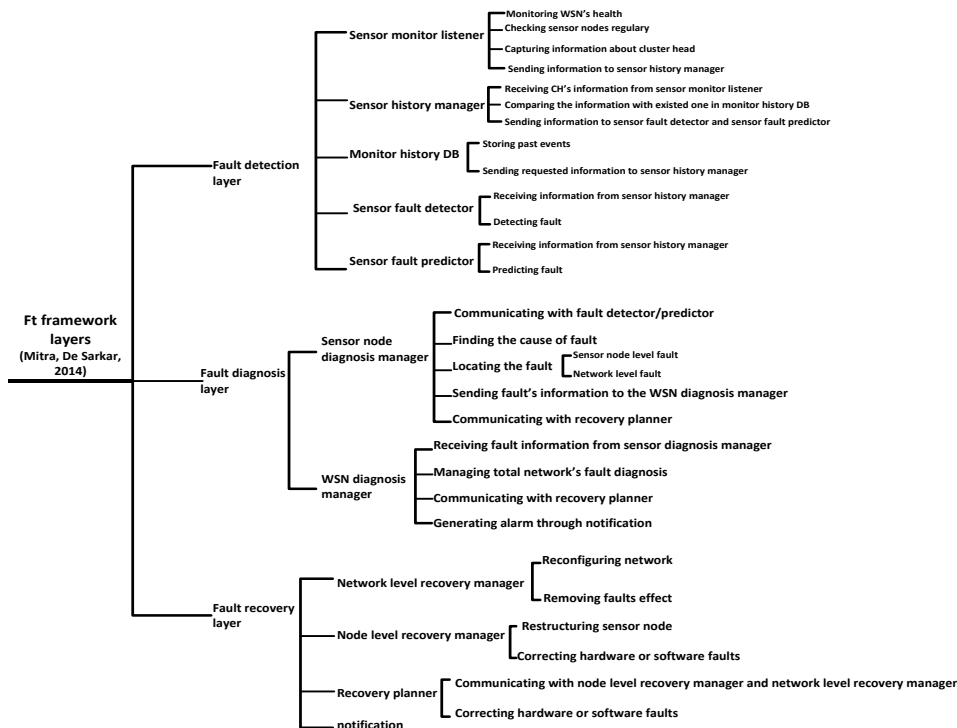 Ft framework
layers
(Mitra, De Sarkar,
2014)
Fault detection
layer
Sensor monitor listener
Monitoring WSN's health
Checking sensor nodes regulary
Capturing information about cluster head
Sending information to sensor history manager
Sensor history manager
Receiving CH's information from sensor monitor listener
Comparing the information with existed one in monitor history DB
Sending information to sensor fault detector and sensor fault predictor
Monitor history DB
Storing past events
Sending requested information to sensor history manager
Sensor fault detector
Receiving information from sensor history manager
Detecting fault
Sensor fault predictor
Receiving information from sensor history manager
Predicting fault
Fault diagnosis
layer
Sensor node
diagnosis manager
Communicating with fault detector/predictor
Finding the cause of fault
Locating the fault
Sensor node level fault
Network level fault
Sending fault's information to the WSN diagnosis manager
Communicating with recovery planner
WSN diagnosis
manager
Receiving fault information from sensor diagnosis manager
Managing total network's fault diagnosis
Communicating with recovery planner
Generating alarm through notification
Fault recovery
layer
Network level recovery manager
Reconfiguring network
Removing faults effect
Node level recovery manager
Restructuring sensor node
Correcting hardware or software faults
Recovery planner
Communicating with node level recovery manager and network level recovery manager
Correcting hardware or software faults
notification